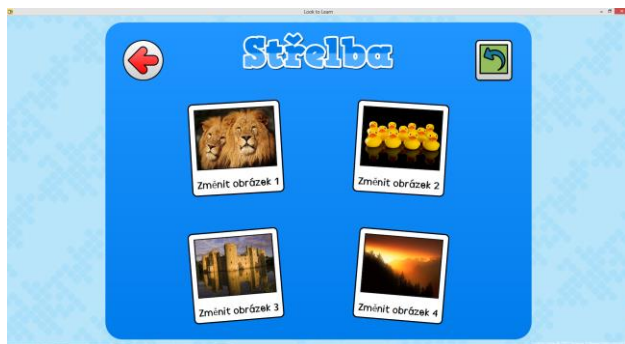 Look to Learn
Střelba
Změnit obrázek 1
Změnit obrázek 2
Změnit obrázek 3
Změnit obrázek 4